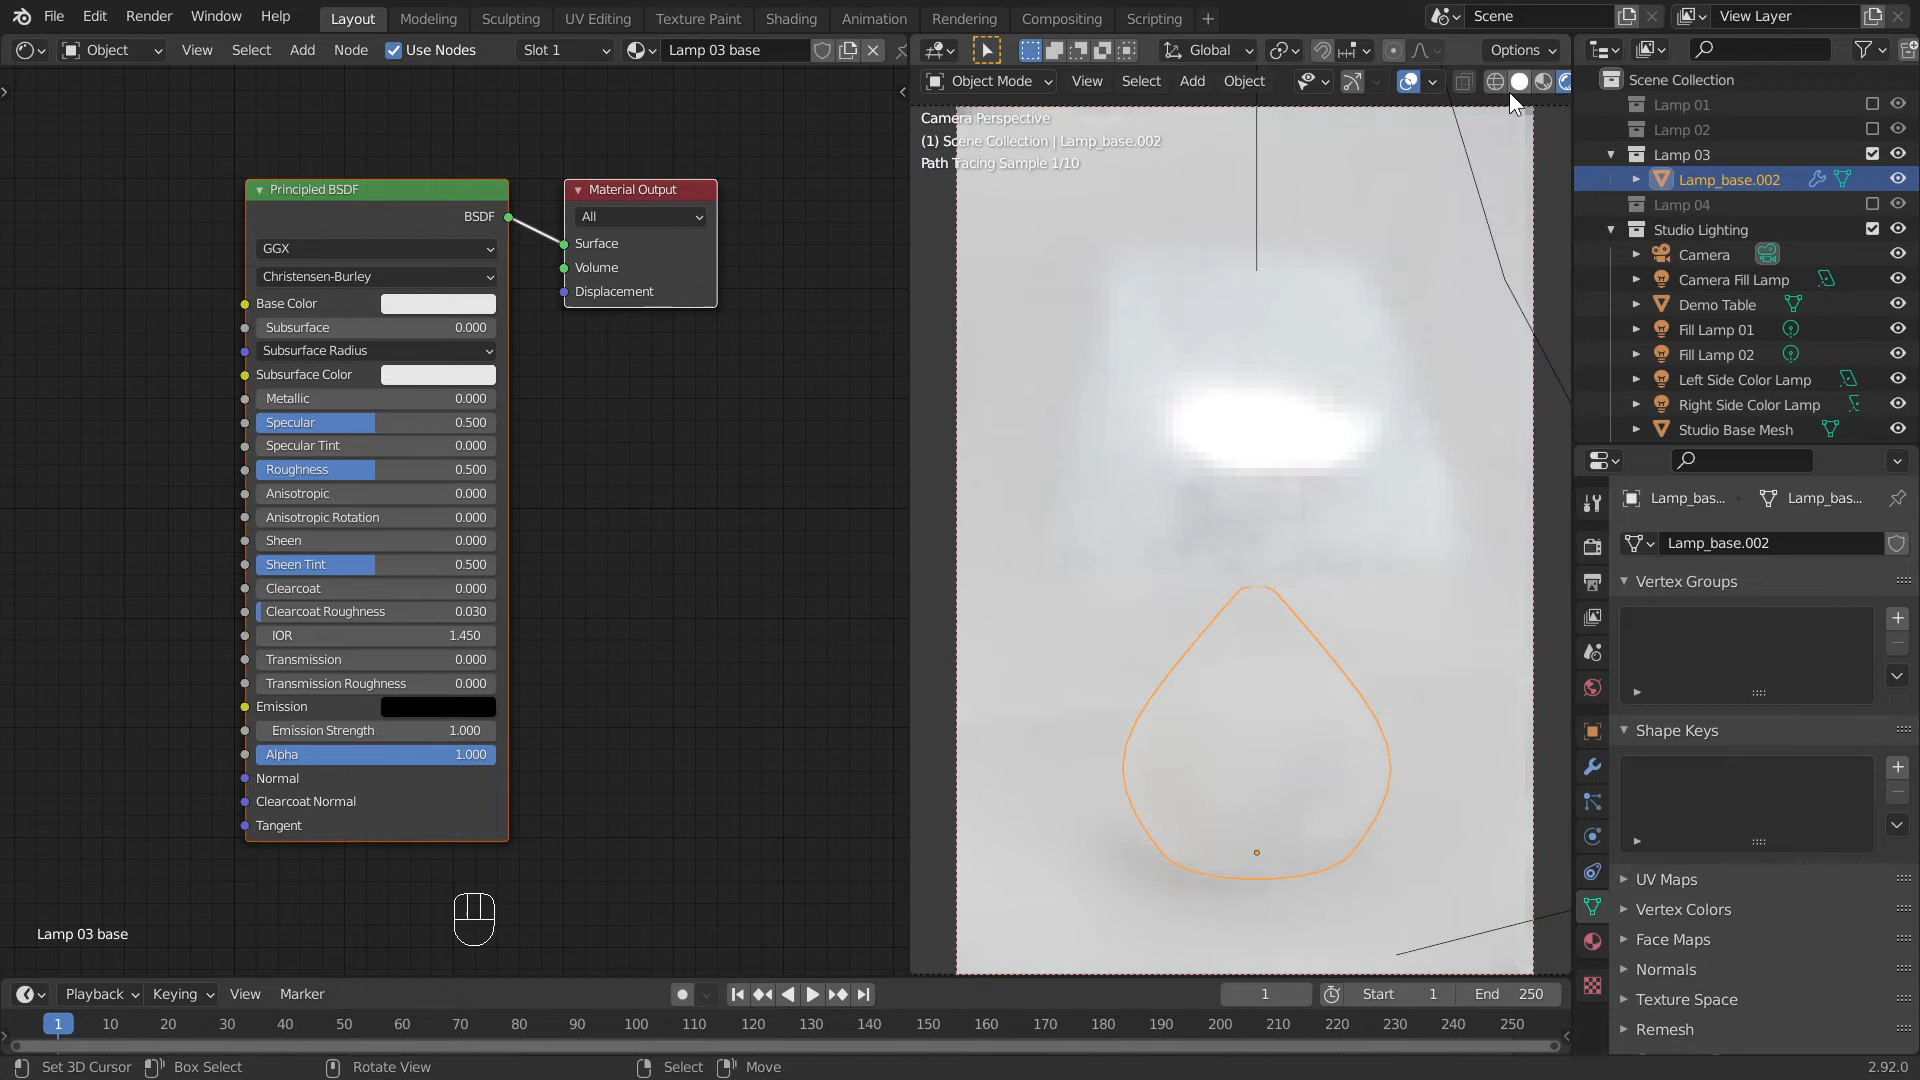 File Edit Render Window Help Layout Modeling Sculpting UV Editing Texture Paint Shading Animation Rendering Compositing Scripting + Scene View Layer
Object View Select Add Node Use Nodes Slot 1 Lamp 03 base Global Options
Object Mode View Select Add Object
Camera Perspective
(1) Scene Collection | Lamp_base.002
Path Tracing Sample 1/10
Principled BSDF
BSDF
GGX
Christensen-Burley
Base Color
Subsurface 0.000
Subsurface Radius
Subsurface Color
Metallic 0.000
Specular 0.500
Specular Tint 0.000
Roughness 0.500
Anisotropic 0.000
Anisotropic Rotation 0.000
Sheen 0.000
Sheen Tint 0.500
Clearcoat 0.000
Clearcoat Roughness 0.030
IOR 1.450
Transmission 0.000
Transmission Roughness 0.000
Emission
Emission Strength 1.000
Alpha 1.000
Normal
Clearcoat Normal
Tangent
Material Output
All
Surface
Volume
Displacement
Lamp 03 base
Scene Collection
Lamp 01
Lamp 02
Lamp 03
Lamp_base.002
Lamp 04
Studio Lighting
Camera
Camera Fill Lamp
Demo Table
Fill Lamp 01
Fill Lamp 02
Left Side Color Lamp
Right Side Color Lamp
Studio Base Mesh
Lamp_bas... Lamp_bas...
Lamp_base.002
Vertex Groups
Shape Keys
UV Maps
Vertex Colors
Face Maps
Normals
Texture Space
Remesh
Playback Keying View Marker 1 Start 1 End 250
1 10 20 30 40 50 60 70 80 90 100 110 120 130 140 150 160 170 180 190 200 210 220 230 240 250
Set 3D Cursor Box Select Rotate View Select Move 2.92.0